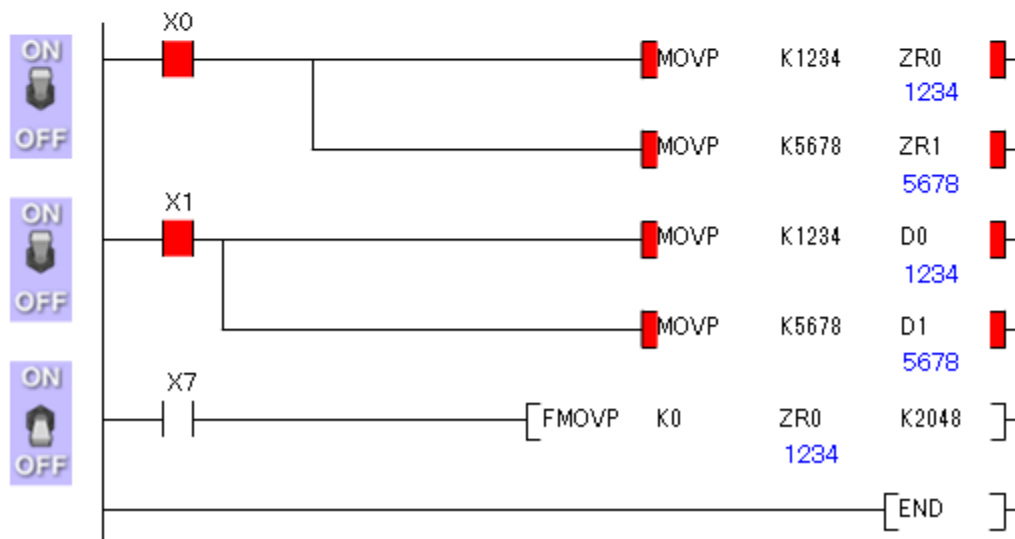 X0
ON
OFF
MOVP K1234 ZR0
1234
MOVP K5678 ZR1
5678
X1
ON
OFF
MOVP K1234 D0
1234
MOVP K5678 D1
5678
X7
ON
OFF
FMOVP K0 ZR0 K2048
1234
END